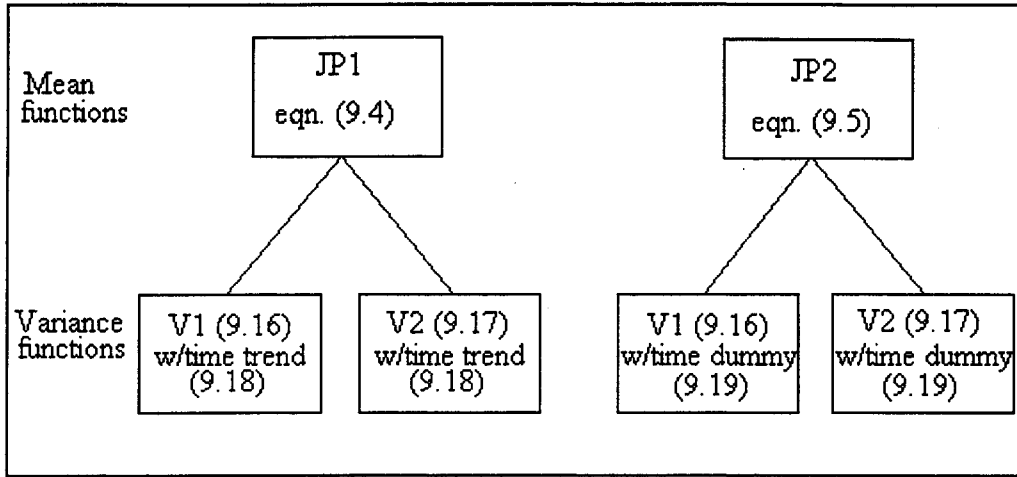 Mean
functions
JP1
eqn. (9.4)
JP2
eqn. (9.5)
Variance
functions
V1 (9.16)
w/time trend
(9.18)
V2 (9.17)
w/time trend
(9.18)
V1 (9.16)
w/time dummy
(9.19)
V2 (9.17)
w/time dummy
(9.19)